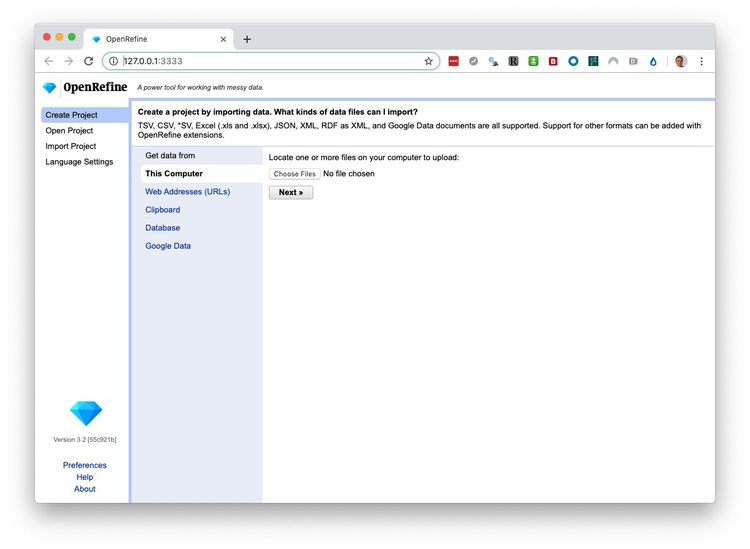 OpenRefine
127.0.0.1:3333
OpenRefine
A power tool for working with messy data.
Create Project
Open Project
Import Project
Language Settings
Create a project by importing data. What kinds of data files can I import?
TSV, CSV, *SV, Excel (.xls and .xlsx), JSON, XML, RDF as XML, and Google Data documents are all supported. Support for other formats can be added with
OpenRefine extensions.
Get data from
This Computer
Web Addresses (URLs)
Clipboard
Database
Google Data
Locate one or more files on your computer to upload:
Choose Files No file chosen
Next »
Version 3.2 [55c921b]
Preferences
Help
About